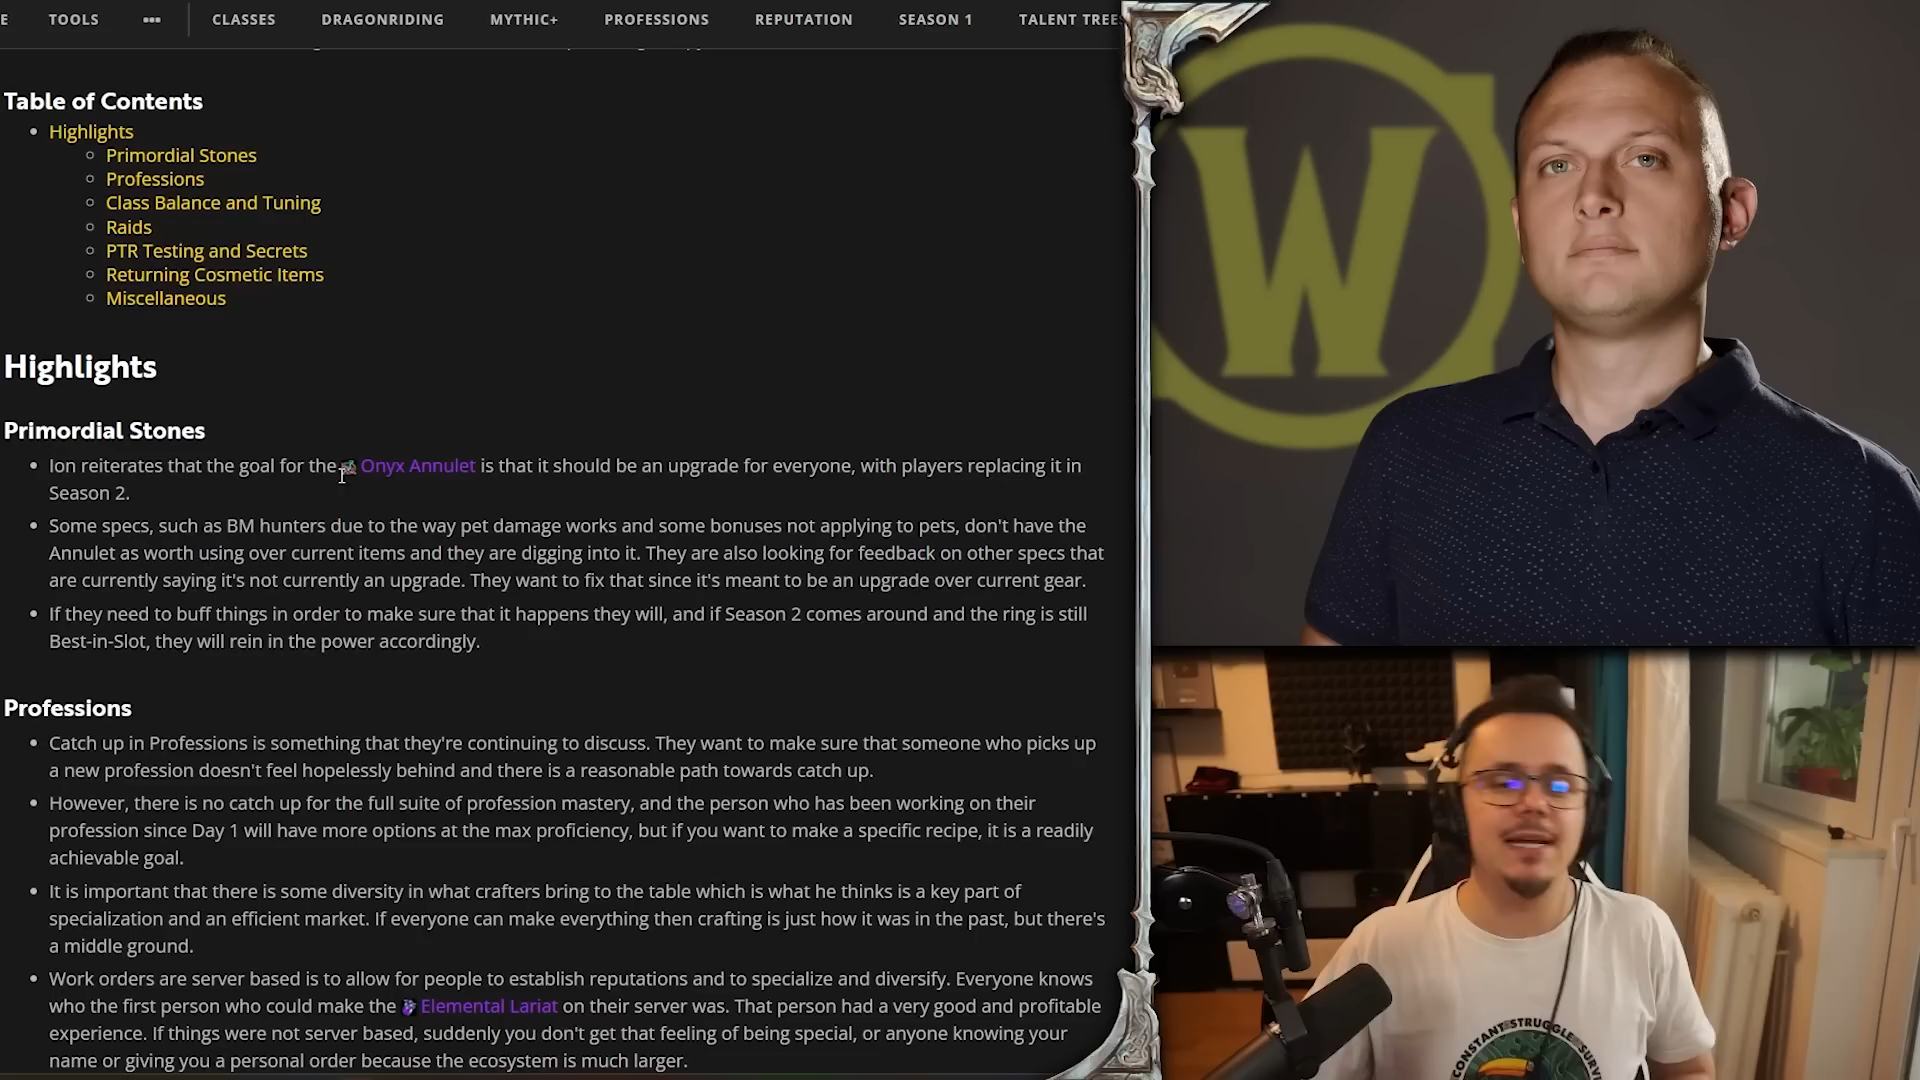 E TOOLS ••• CLASSES DRAGONRIDING MYTHIC+ PROFESSIONS REPUTATION SEASON 1 TALENT TREE
Table of Contents
Highlights
Primordial Stones
Professions
Class Balance and Tuning
Raids
PTR Testing and Secrets
Returning Cosmetic Items
Miscellaneous
Highlights
Primordial Stones
Ion reiterates that the goal for the Onyx Annulet is that it should be an upgrade for everyone, with players replacing it in
Season 2.
Some specs, such as BM hunters due to the way pet damage works and some bonuses not applying to pets, don't have the
Annulet as worth using over current items and they are digging into it. They are also looking for feedback on other specs that
are currently saying it's not currently an upgrade. They want to fix that since it's meant to be an upgrade over current gear.
If they need to buff things in order to make sure that it happens they will, and if Season 2 comes around and the ring is still
Best-in-Slot, they will rein in the power accordingly.
Professions
Catch up in Professions is something that they're continuing to discuss. They want to make sure that someone who picks up
a new profession doesn't feel hopelessly behind and there is a reasonable path towards catch up.
However, there is no catch up for the full suite of profession mastery, and the person who has been working on their
profession since Day 1 will have more options at the max proficiency, but if you want to make a specific recipe, it is a readily
achievable goal.
It is important that there is some diversity in what crafters bring to the table which is what he thinks is a key part of
specialization and an efficient market. If everyone can make everything then crafting is just how it was in the past, but there's
a middle ground.
Work orders are server based is to allow for people to establish reputations and to specialize and diversify. Everyone knows
who the first person who could make the Elemental Lariat on their server was. That person had a very good and profitable
experience. If things were not server based, suddenly you don't get that feeling of being special, or anyone knowing your
name or giving you a personal order because the ecosystem is much larger.
W
CONSTANT STRUGGLE